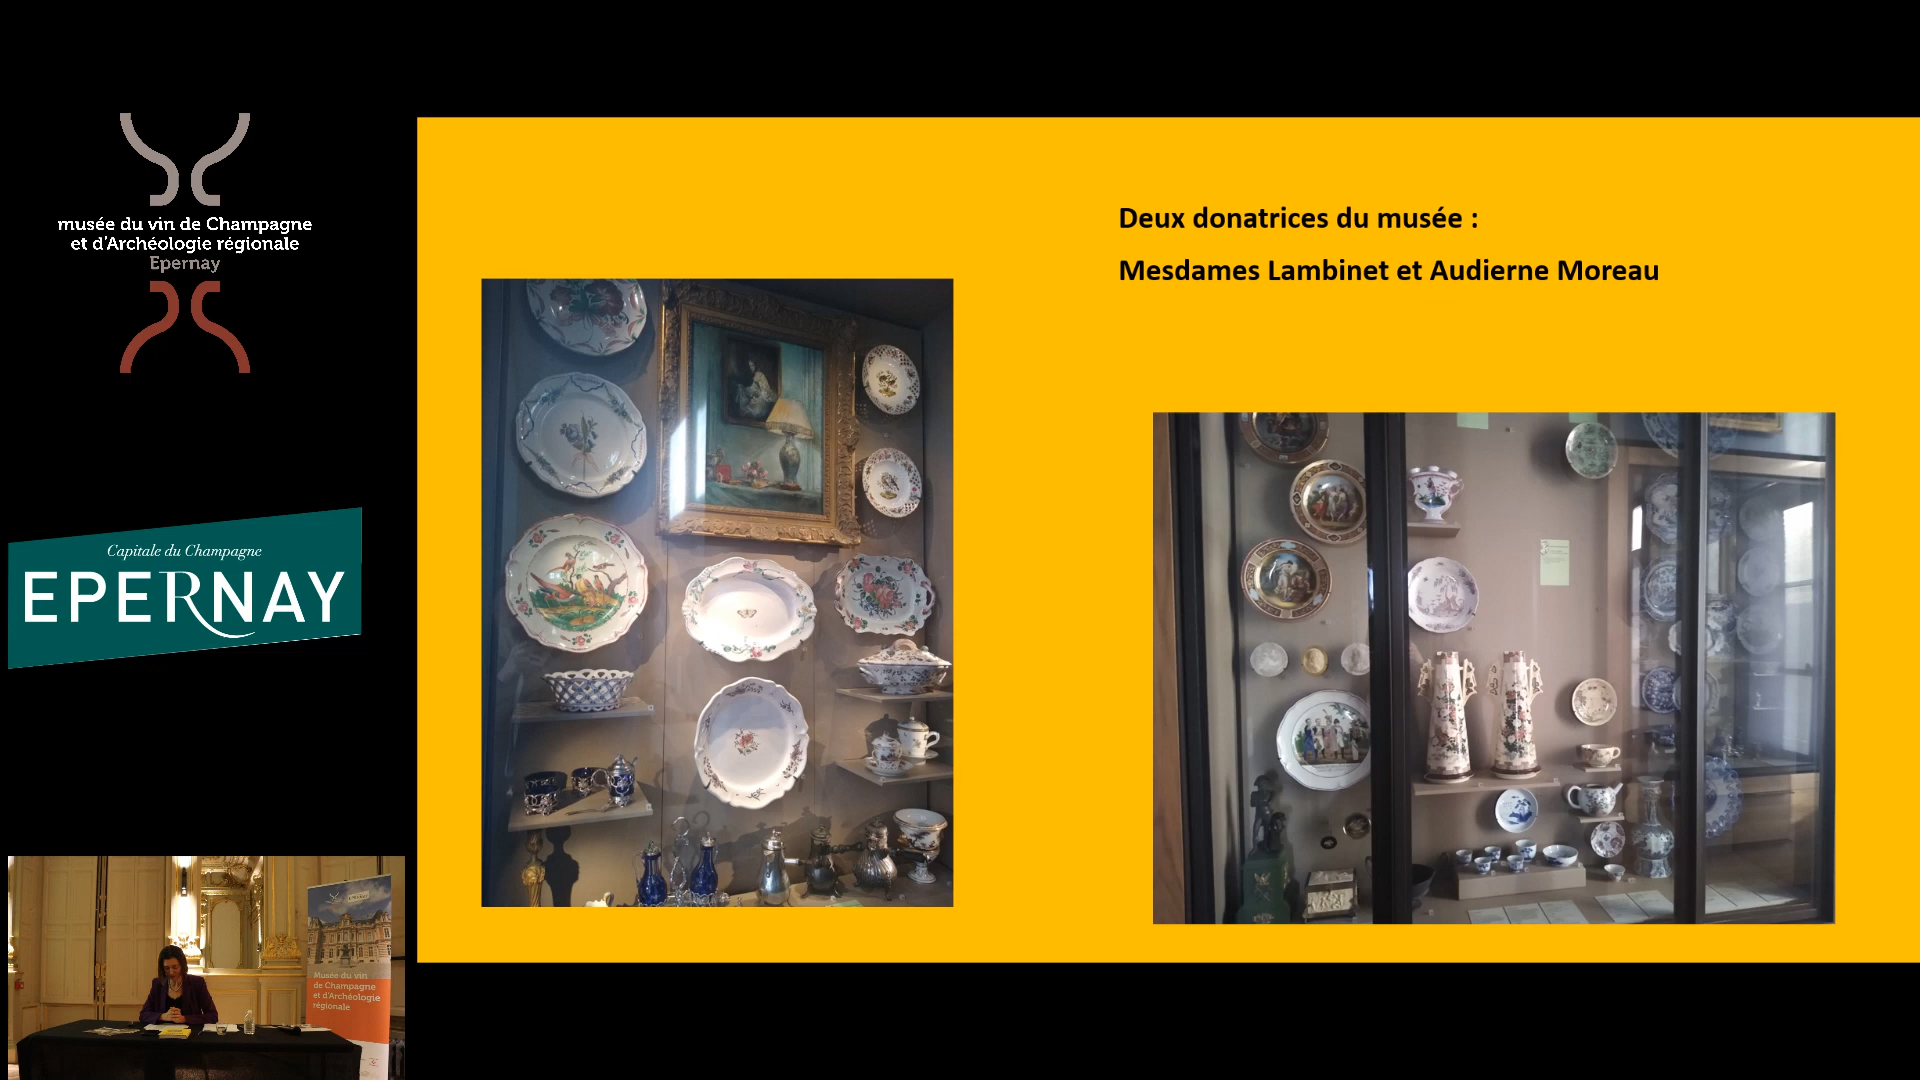 musée du vin de Champagne
et d'Archéologie régionale
Epernay
Capitale du Champagne
EPERNAY
Deux donatrices du musée :
Mesdames Lambinet et Audierne Moreau
Musée du vin
de Champagne
et d'Archéologie
régionale